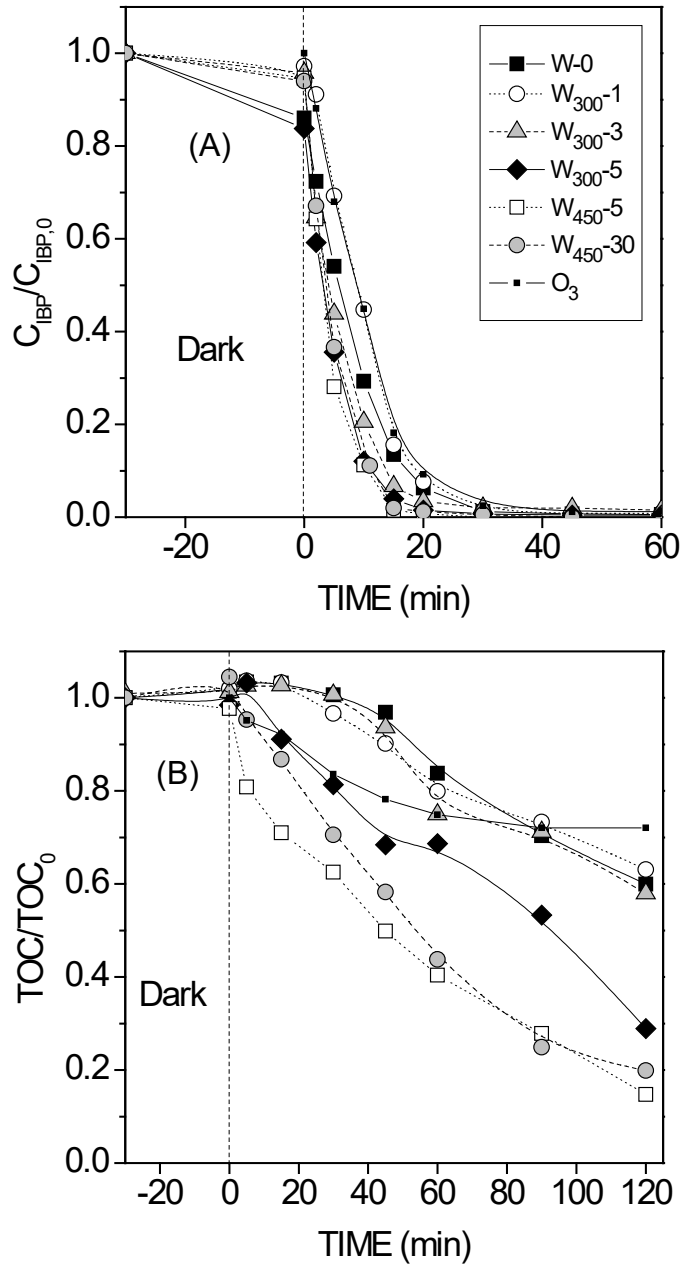 1.0
0.8
0.6
0.4
0.2
0.0
C_IBP/C_IBP,0
(A)
Dark
W-0
W300-1
W300-3
W300-5
W450-5
W450-30
O3
-20 0 20 40 60
TIME (min)
1.0
0.8
0.6
0.4
0.2
0.0
TOC/TOC0
(B)
Dark
-20 0 20 40 60 80 100 120
TIME (min)